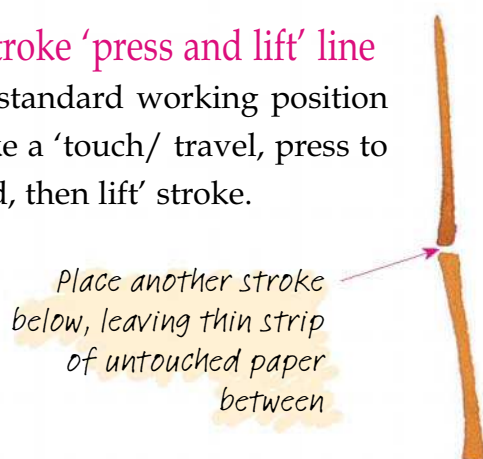 troke ‘press and lift’ line
standard working position
ke a ‘touch/ travel, press to
d, then lift’ stroke.
Place another stroke
below, leaving thin strip
of untouched paper
between